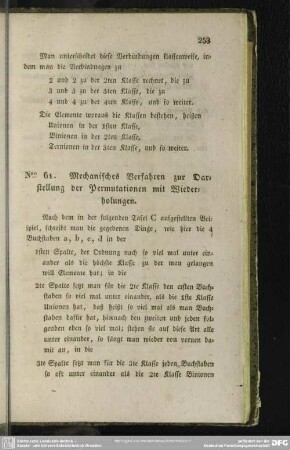 253
Man unterscheidet diese Verbindungen klassenweise, in-
dem man die Verbindungen zu
2 und 2 zu der 2ten Klasse rechnet, die zu
3 und 3 zu der 3ten Klasse, die zu
4 und 4 zu der 4ten Klasse, und so weiter.
Die Elemente woraus die Klassen bestehen, heißen
Unionen in der 1sten Klasse,
Binionen in der 2ten Klasse,
Ternionen in der 3ten Klasse, und so weiter.
Nro 61. Mechanisches Verfahren zur Dar-
stellung der Permutationen mit Wieder-
holungen.
Nach dem in der folgenden Tafel C aufgestellten Bei-
spiel, schreibt man die gegebenen Dinge, wie hier die 4
Buchstaben a, b, c, d in der
1sten Spalte, der Ordnung nach so viel mal unter ein-
ander als die höchste Klasse zu der man gelangen
will Elemente hat; in die
2te Spalte setzt man für die 2te Klasse den ersten Buch-
staben so viel mal unter einander, als die 1ste Klasse
Unionen hat, daß heißt so viel mal als man Buch-
staben dafür hat, hiernach den zweiten und jeden fol-
genden eben so viel mal; stehen sie auf diese Art alle
unter einander, so fängt man wieder von vornen da-
mit an, in die
3te Spalte setzt man für die 3te Klasse jeden Buchstaben
so oft unter einander als die 2te Klasse Binionen
DFG